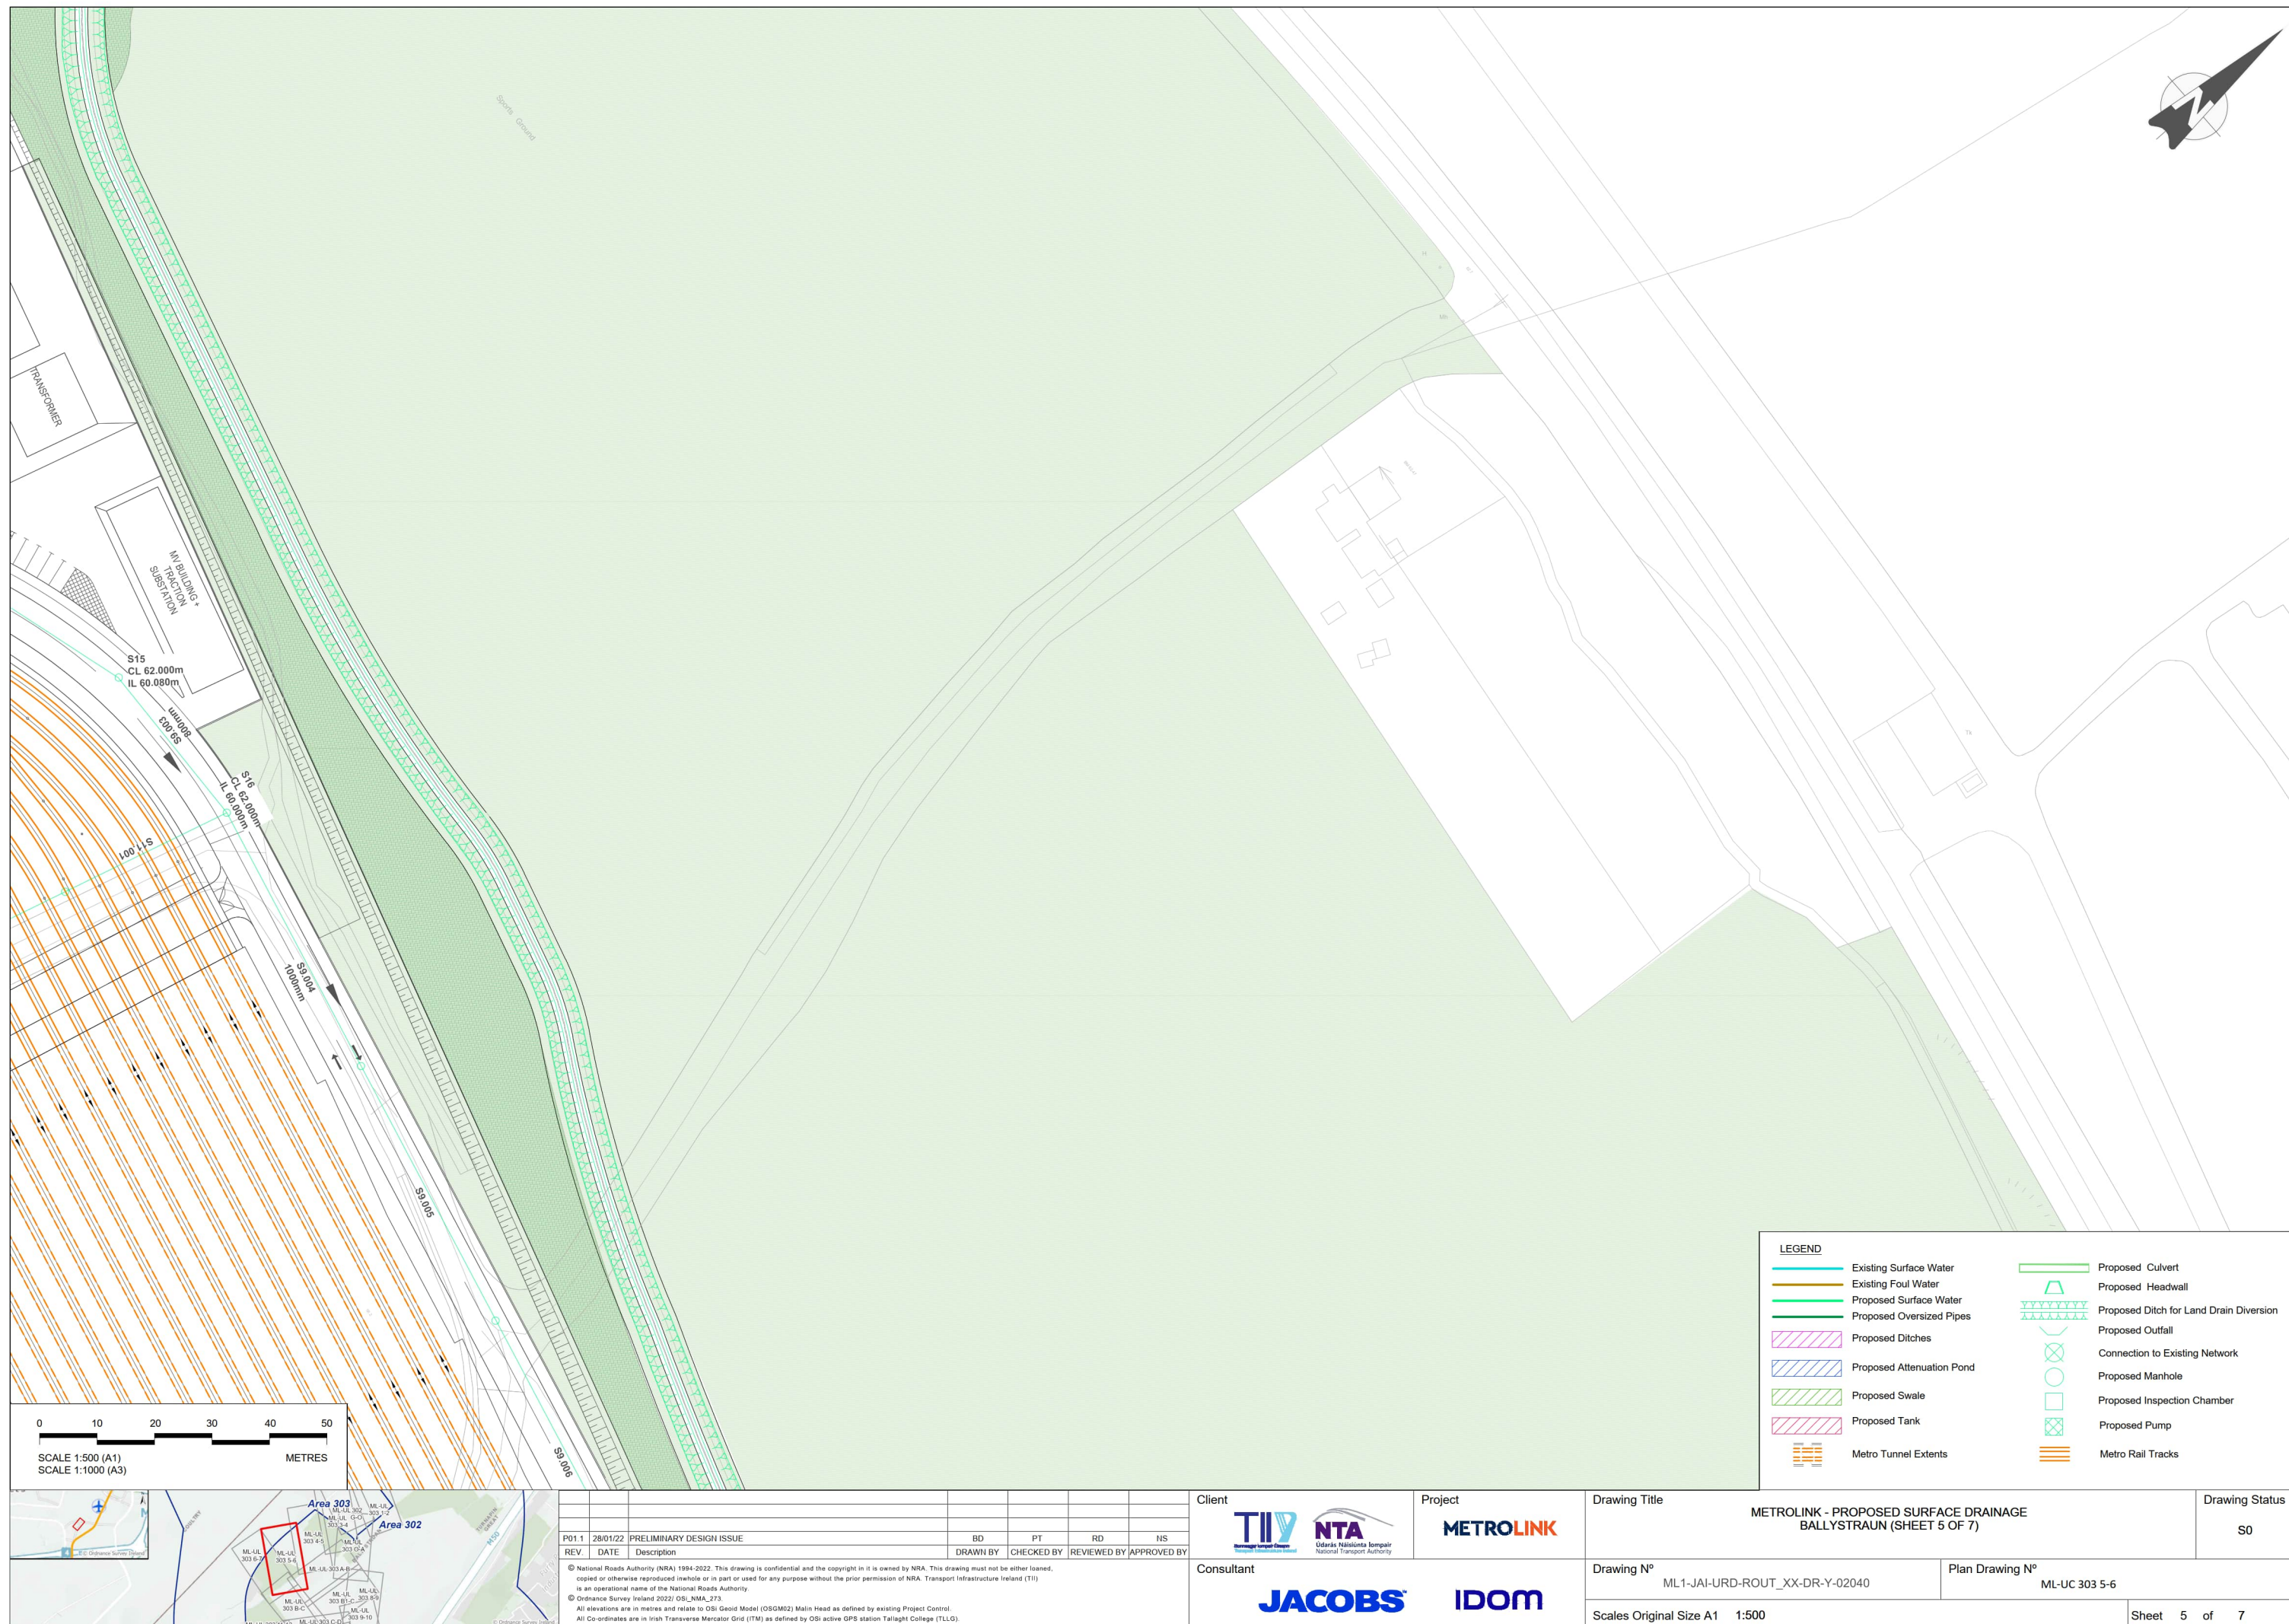 Sports Ground
TRANSFORMER
MV BUILDING +
TRACTION
SUBSTATION
S15
CL 62.000m
IL 60.080m
S9.003
800mm
S16
CL 62.000m
IL 60.000m
S11.001
S9.004
1000mm
S9.005
S9.006
Tk
LEGEND
Existing Surface Water
Existing Foul Water
Proposed Surface Water
Proposed Oversized Pipes
Proposed Ditches
Proposed Attenuation Pond
Proposed Swale
Proposed Tank
Metro Tunnel Extents
Proposed Culvert
Proposed Headwall
Proposed Ditch for Land Drain Diversion
Proposed Outfall
Connection to Existing Network
Proposed Manhole
Proposed Inspection Chamber
Proposed Pump
Metro Rail Tracks
0 10 20 30 40 50
SCALE 1:500 (A1) METRES
SCALE 1:1000 (A3)
Area 303
Area 302
M50
© Ordnance Survey Ireland
P01.1 28/01/22 PRELIMINARY DESIGN ISSUE BD PT RD NS
REV. DATE Description DRAWN BY CHECKED BY REVIEWED BY APPROVED BY
© National Roads Authority (NRA) 1994-2022. This drawing is confidential and the copyright in it is owned by NRA. This drawing must not be either loaned,
copied or otherwise reproduced inwhole or in part or used for any purpose without the prior permission of NRA. Transport Infrastructure Ireland (TII)
is an operational name of the National Roads Authority.
© Ordnance Survey Ireland 2022/ OSi_NMA_273.
All elevations are in metres and relate to OSi Geoid Model (OSGM02) Malin Head as defined by existing Project Control.
All Co-ordinates are in Irish Transverse Mercator Grid (ITM) as defined by OSi active GPS station Tallaght College (TLLG).
Client
TII
Bonneagar Iompair Éireann
Transport Infrastructure Ireland
NTA
Údarás Náisiúnta Iompair
National Transport Authority
Project
METROLINK
Consultant
JACOBS
IDOM
Drawing Title
METROLINK - PROPOSED SURFACE DRAINAGE
BALLYSTRAUN (SHEET 5 OF 7)
Drawing Status
S0
Drawing Nº
ML1-JAI-URD-ROUT_XX-DR-Y-02040
Plan Drawing Nº
ML-UC 303 5-6
Scales Original Size A1 1:500
Sheet 5 of 7